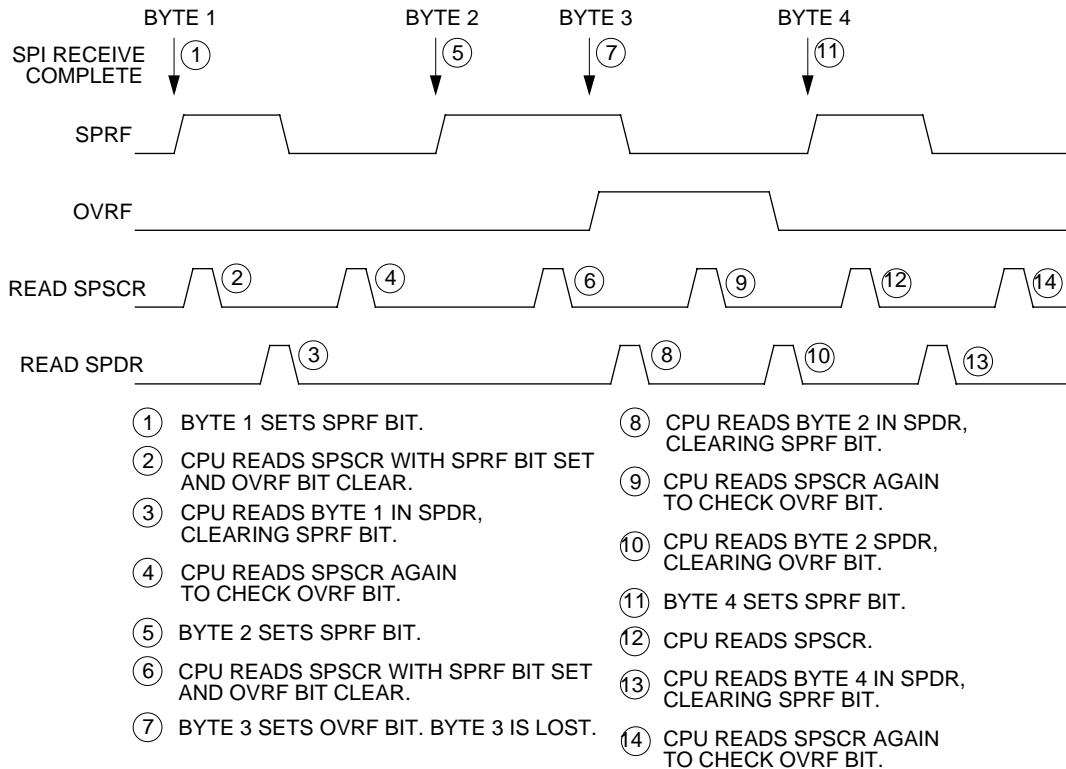 BYTE 1 BYTE 2 BYTE 3 BYTE 4
SPI RECEIVE
COMPLETE
1 5 7 11
SPRF
OVRF
READ SPSCR 2 4 6 9 12 14
READ SPDR 3 8 10 13
1 BYTE 1 SETS SPRF BIT.
2 CPU READS SPSCR WITH SPRF BIT SET
AND OVRF BIT CLEAR.
3 CPU READS BYTE 1 IN SPDR,
CLEARING SPRF BIT.
4 CPU READS SPSCR AGAIN
TO CHECK OVRF BIT.
5 BYTE 2 SETS SPRF BIT.
6 CPU READS SPSCR WITH SPRF BIT SET
AND OVRF BIT CLEAR.
7 BYTE 3 SETS OVRF BIT. BYTE 3 IS LOST.
8 CPU READS BYTE 2 IN SPDR,
CLEARING SPRF BIT.
9 CPU READS SPSCR AGAIN
TO CHECK OVRF BIT.
10 CPU READS BYTE 2 SPDR,
CLEARING OVRF BIT.
11 BYTE 4 SETS SPRF BIT.
12 CPU READS SPSCR.
13 CPU READS BYTE 4 IN SPDR,
CLEARING SPRF BIT.
14 CPU READS SPSCR AGAIN
TO CHECK OVRF BIT.